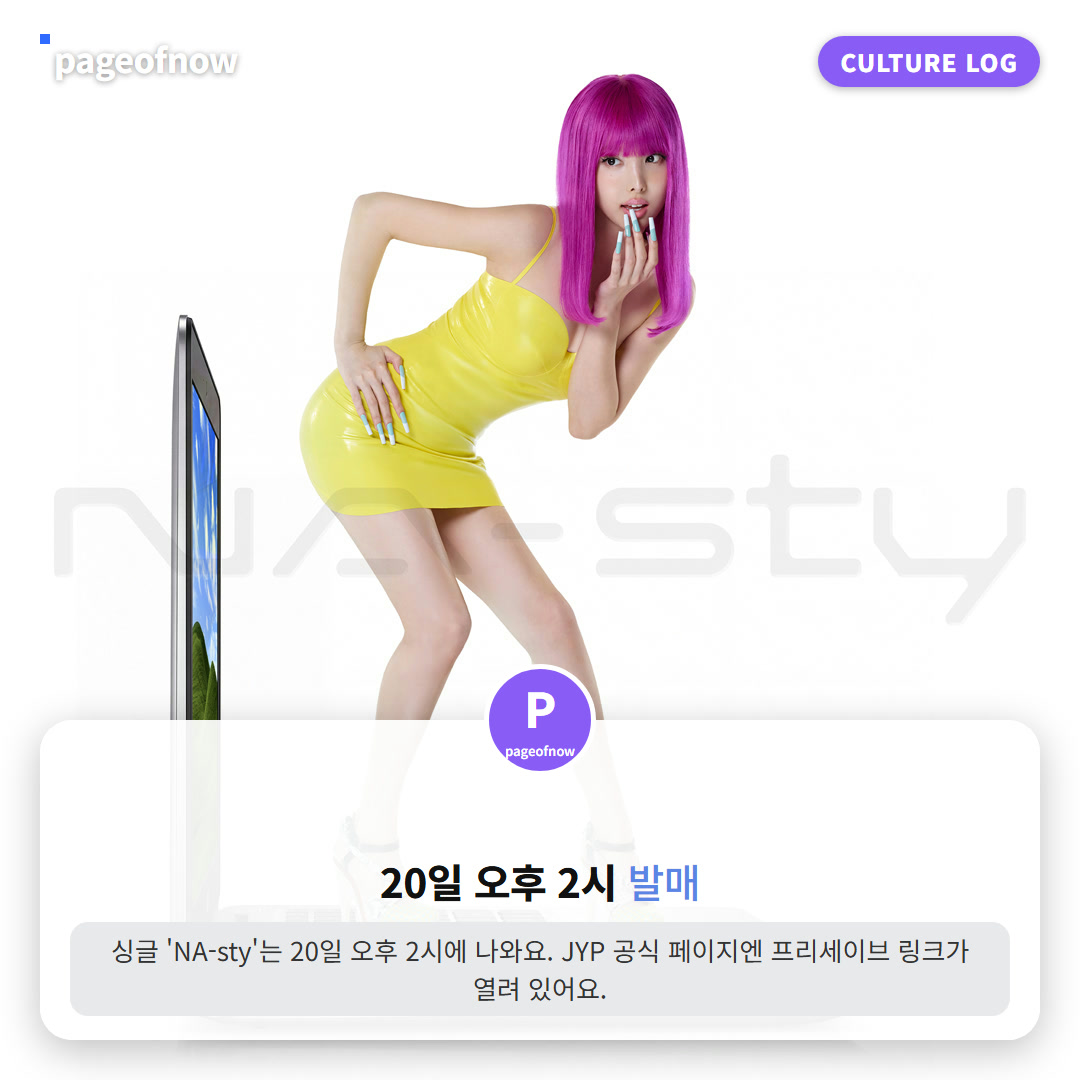 pageofnow
CULTURE LOG
NA-sty
P
pageofnow
20일 오후 2시 발매
싱글 'NA-sty'는 20일 오후 2시에 나와요. JYP 공식 페이지엔 프리세이브 링크가
열려 있어요.